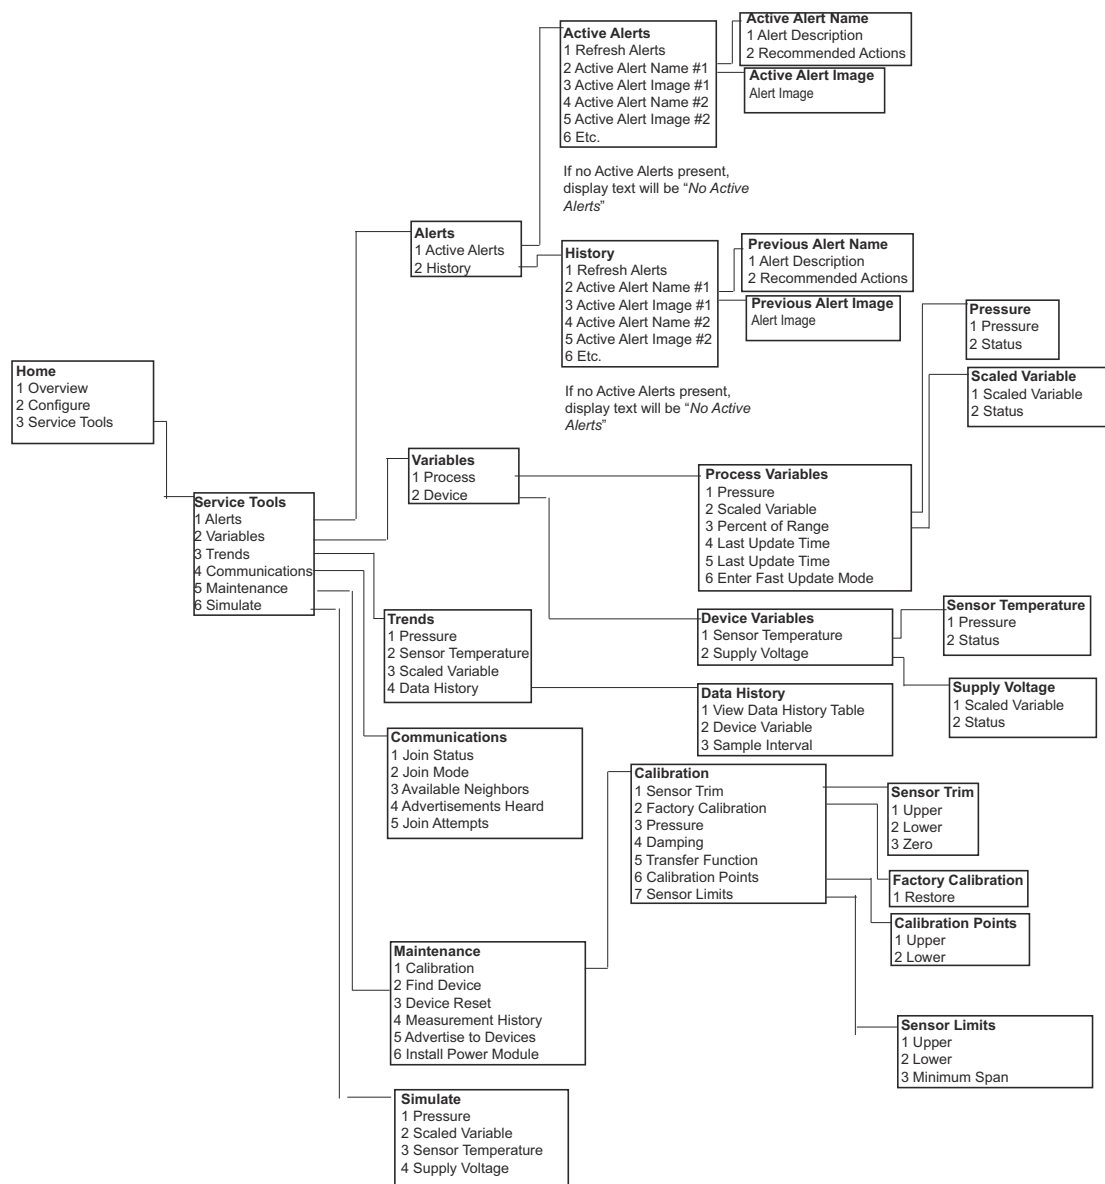 Home
1 Overview
2 Configure
3 Service Tools
Service Tools
1 Alerts
2 Variables
3 Trends
4 Communications
5 Maintenance
6 Simulate
Alerts
1 Active Alerts
2 History
Active Alerts
1 Refresh Alerts
2 Active Alert Name #1
3 Active Alert Image #1
4 Active Alert Name #2
5 Active Alert Image #2
6 Etc.
If no Active Alerts present,
display text will be “No Active
Alerts”
Active Alert Name
1 Alert Description
2 Recommended Actions
Active Alert Image
Alert Image
History
1 Refresh Alerts
2 Active Alert Name #1
3 Active Alert Image #1
4 Active Alert Name #2
5 Active Alert Image #2
6 Etc.
If no Active Alerts present,
display text will be “No Active
Alerts”
Previous Alert Name
1 Alert Description
2 Recommended Actions
Previous Alert Image
Alert Image
Variables
1 Process
2 Device
Process Variables
1 Pressure
2 Scaled Variable
3 Percent of Range
4 Last Update Time
5 Last Update Time
6 Enter Fast Update Mode
Pressure
1 Pressure
2 Status
Scaled Variable
1 Scaled Variable
2 Status
Device Variables
1 Sensor Temperature
2 Supply Voltage
Sensor Temperature
1 Pressure
2 Status
Supply Voltage
1 Scaled Variable
2 Status
Trends
1 Pressure
2 Sensor Temperature
3 Scaled Variable
4 Data History
Data History
1 View Data History Table
2 Device Variable
3 Sample Interval
Communications
1 Join Status
2 Join Mode
3 Available Neighbors
4 Advertisements Heard
5 Join Attempts
Maintenance
1 Calibration
2 Find Device
3 Device Reset
4 Measurement History
5 Advertise to Devices
6 Install Power Module
Calibration
1 Sensor Trim
2 Factory Calibration
3 Pressure
4 Damping
5 Transfer Function
6 Calibration Points
7 Sensor Limits
Sensor Trim
1 Upper
2 Lower
3 Zero
Factory Calibration
1 Restore
Calibration Points
1 Upper
2 Lower
Sensor Limits
1 Upper
2 Lower
3 Minimum Span
Simulate
1 Pressure
2 Scaled Variable
3 Sensor Temperature
4 Supply Voltage